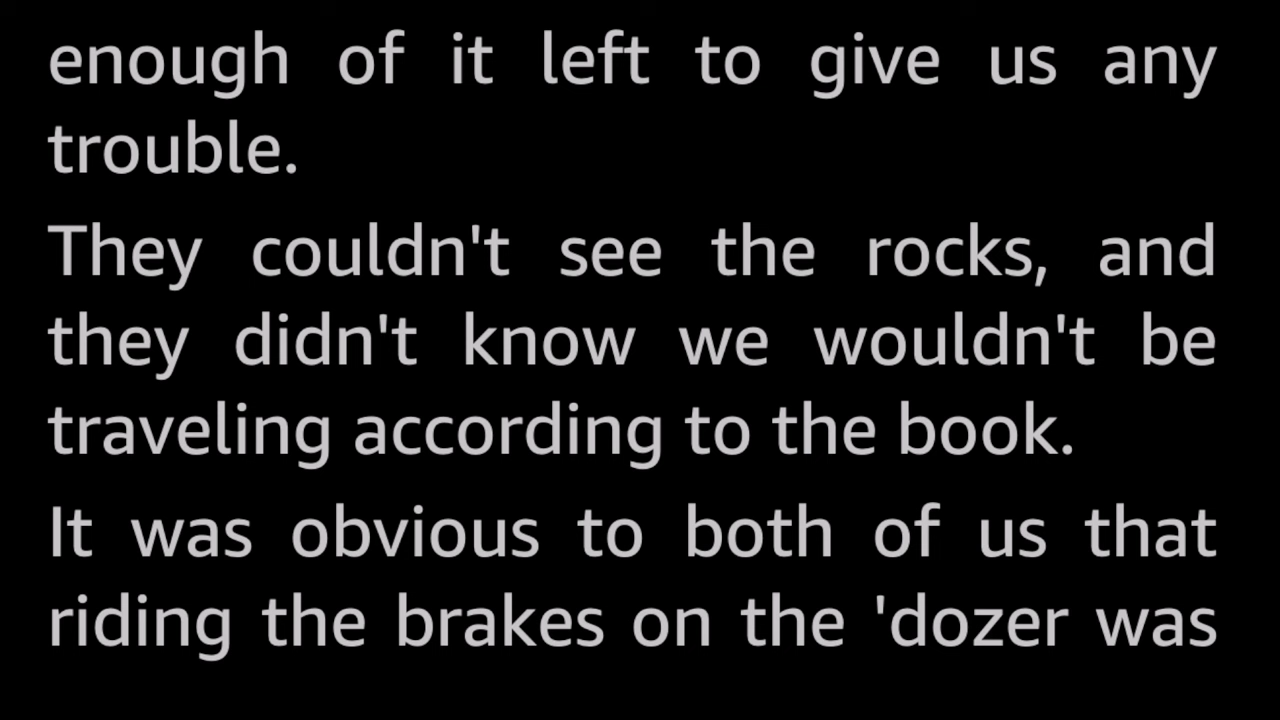 enough of it left to give us any
trouble.
They couldn't see the rocks, and
they didn't know we wouldn't be
traveling according to the book.
It was obvious to both of us that
riding the brakes on the 'dozer was